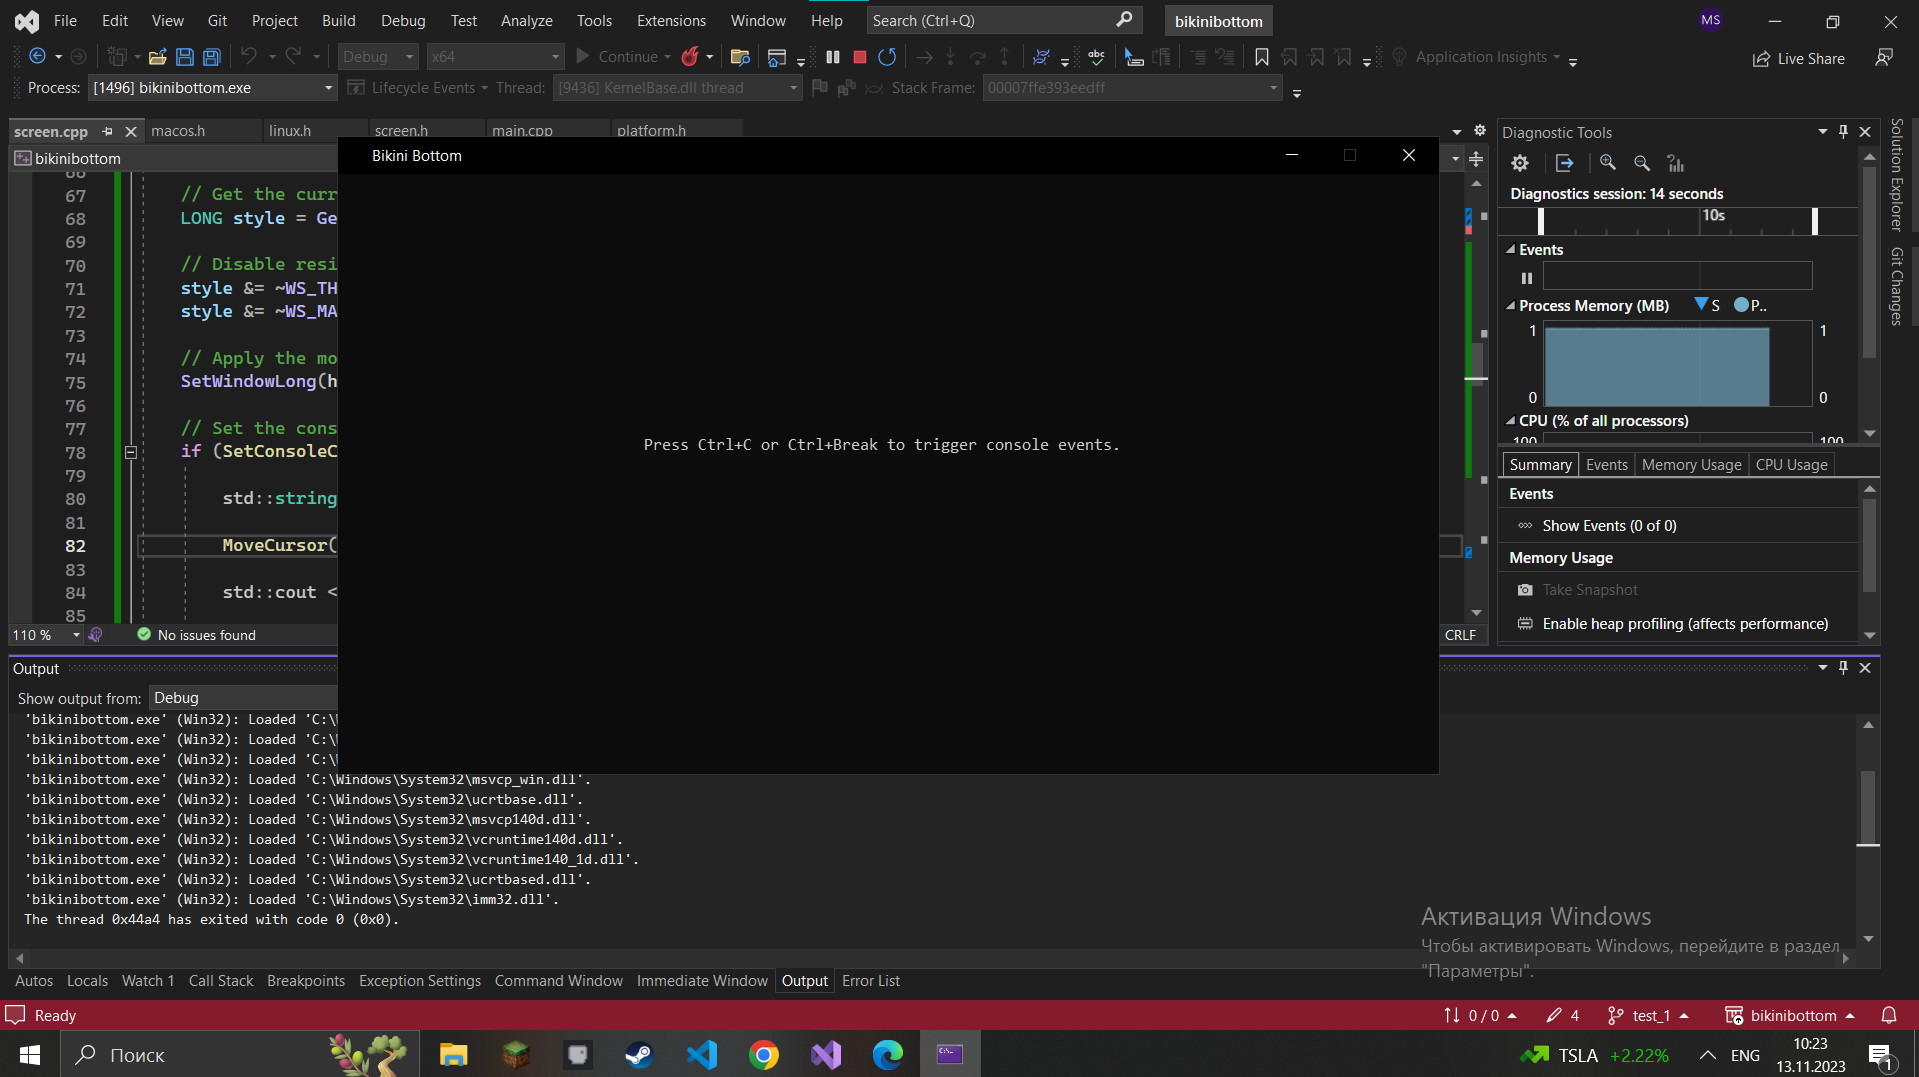 File Edit View Git Project Build Debug Test Analyze Tools Extensions Window Help Search (Ctrl+Q) bikinibottom MS
Debug x64 Continue abc Application Insights Live Share
Process: [1496] bikinibottom.exe Lifecycle Events Thread: [9436] KernelBase.dll thread Stack Frame: 00007ffe393eedff
screen.cpp macos.h linux.h screen.h main.cpp platform.h
bikinibottom
Bikini Bottom
66
67 // Get the curr
68 LONG style = Ge
69
70 // Disable resi
71 style &= ~WS_TH
72 style &= ~WS_MA
73
74 // Apply the mo
75 SetWindowLong(h
76
77 // Set the cons
78 if (SetConsoleC
79
80 std::string
81
82 MoveCursor(
83
84 std::cout <
85
Press Ctrl+C or Ctrl+Break to trigger console events.
110 % No issues found CRLF
Diagnostic Tools
Diagnostics session: 14 seconds
10s
Events
Process Memory (MB) S P..
1 1
0 0
CPU (% of all processors)
100 100
Summary Events Memory Usage CPU Usage
Events
Show Events (0 of 0)
Memory Usage
Take Snapshot
Enable heap profiling (affects performance)
Solution Explorer
Git Changes
Output
Show output from: Debug
'bikinibottom.exe' (Win32): Loaded 'C:\
'bikinibottom.exe' (Win32): Loaded 'C:\
'bikinibottom.exe' (Win32): Loaded 'C:\
'bikinibottom.exe' (Win32): Loaded 'C:\Windows\System32\msvcp_win.dll'.
'bikinibottom.exe' (Win32): Loaded 'C:\Windows\System32\ucrtbase.dll'.
'bikinibottom.exe' (Win32): Loaded 'C:\Windows\System32\msvcp140d.dll'.
'bikinibottom.exe' (Win32): Loaded 'C:\Windows\System32\vcruntime140d.dll'.
'bikinibottom.exe' (Win32): Loaded 'C:\Windows\System32\vcruntime140_1d.dll'.
'bikinibottom.exe' (Win32): Loaded 'C:\Windows\System32\ucrtbased.dll'.
'bikinibottom.exe' (Win32): Loaded 'C:\Windows\System32\imm32.dll'.
The thread 0x44a4 has exited with code 0 (0x0).
Активация Windows
Чтобы активировать Windows, перейдите в раздел
"Параметры".
Autos Locals Watch 1 Call Stack Breakpoints Exception Settings Command Window Immediate Window Output Error List
Ready 0 / 0 4 test_1 bikinibottom
Поиск TSLA +2.22% ENG 10:23
13.11.2023 1